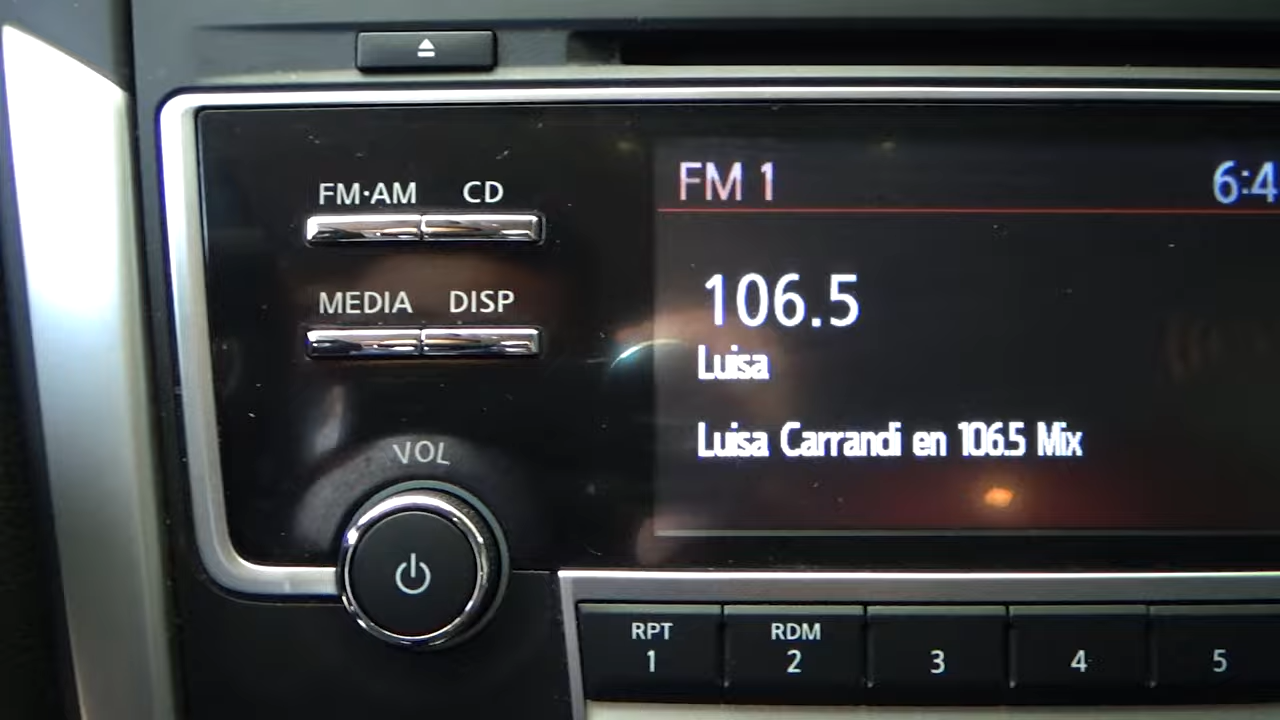 FM 1
6:4
FM·AM CD
106.5
MEDIA DISP
Luisa
Luisa Carrandi en 106.5 Mix
VOL
RPT RDM
1 2 3 4 5